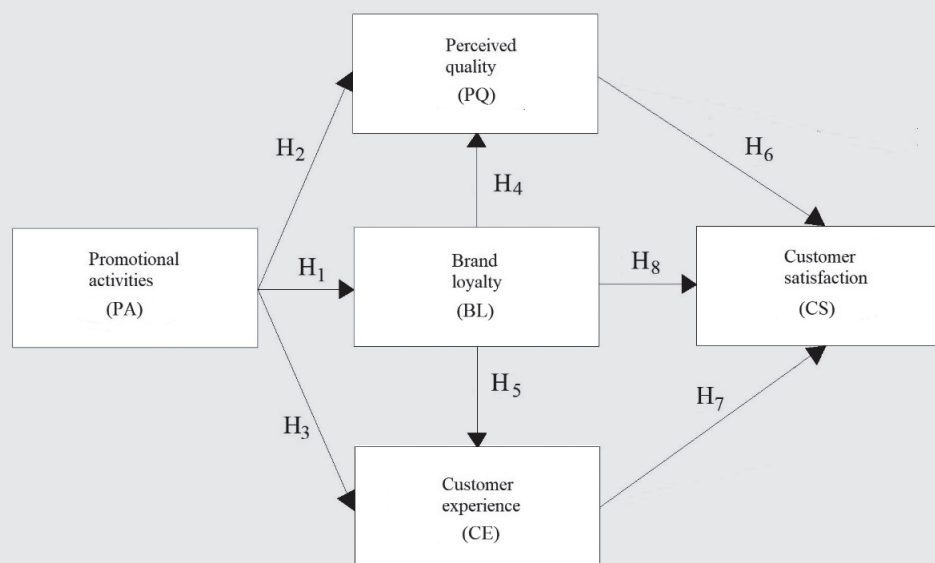 Perceived
quality
(PQ)
H2
H6
H4
Promotional
activities
(PA)
H1
Brand
loyalty
(BL)
H8
Customer
satisfaction
(CS)
H5
H3
H7
Customer
experience
(CE)